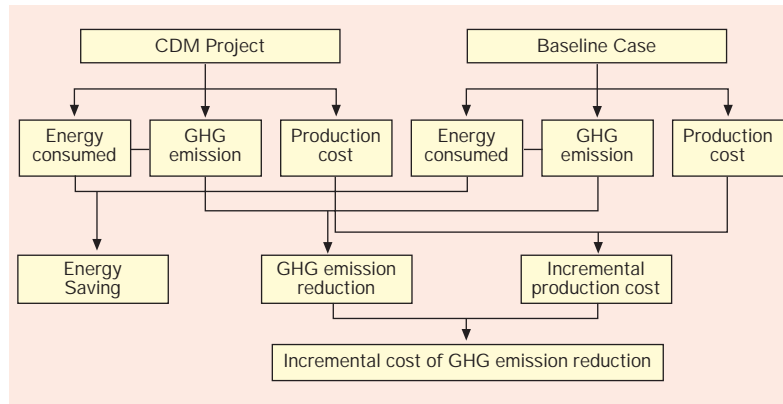 CDM Project
Baseline Case
Energy
consumed
GHG
emission
Production
cost
Energy
consumed
GHG
emission
Production
cost
Energy
Saving
GHG emission
reduction
Incremental
production cost
Incremental cost of GHG emission reduction